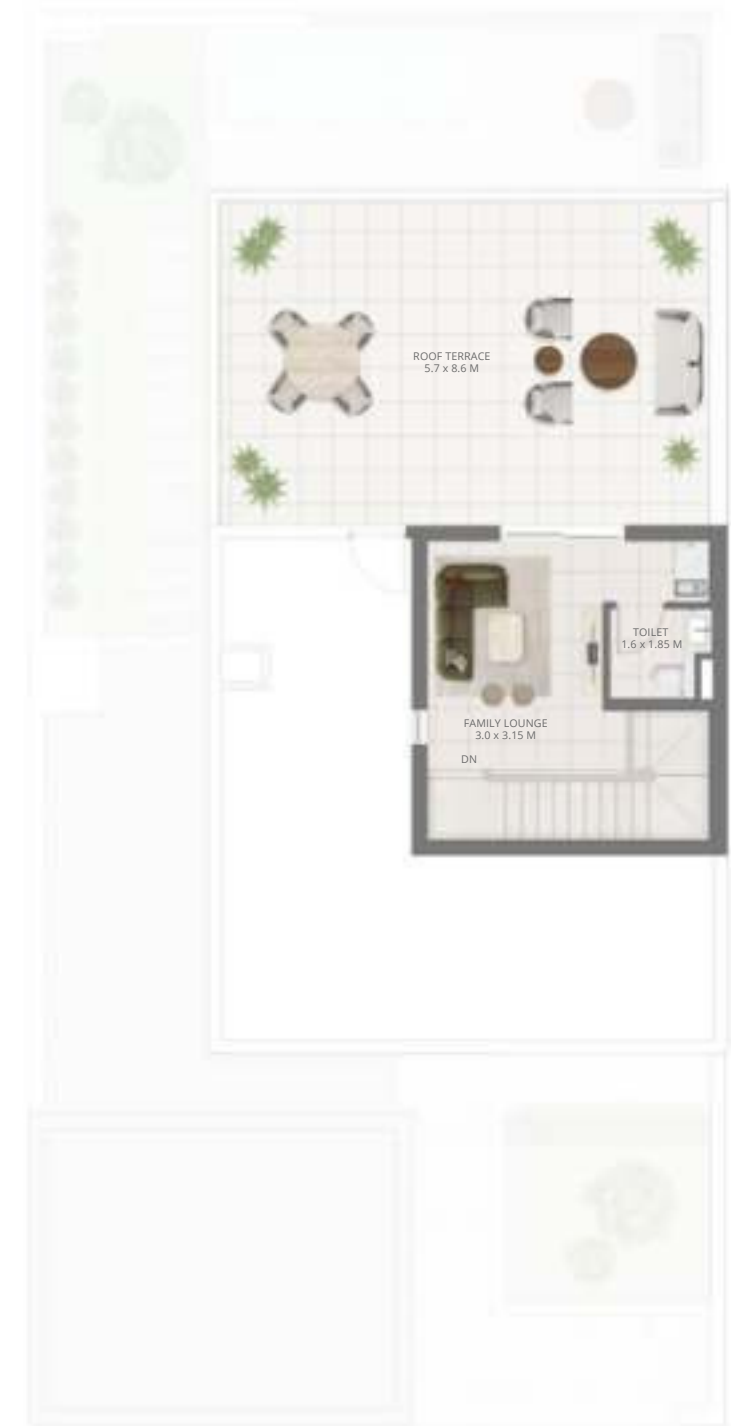 ROOF TERRACE
5.7 x 8.6 M
TOILET
1.6 x 1.85 M
FAMILY LOUNGE
3.0 x 3.15 M
DN